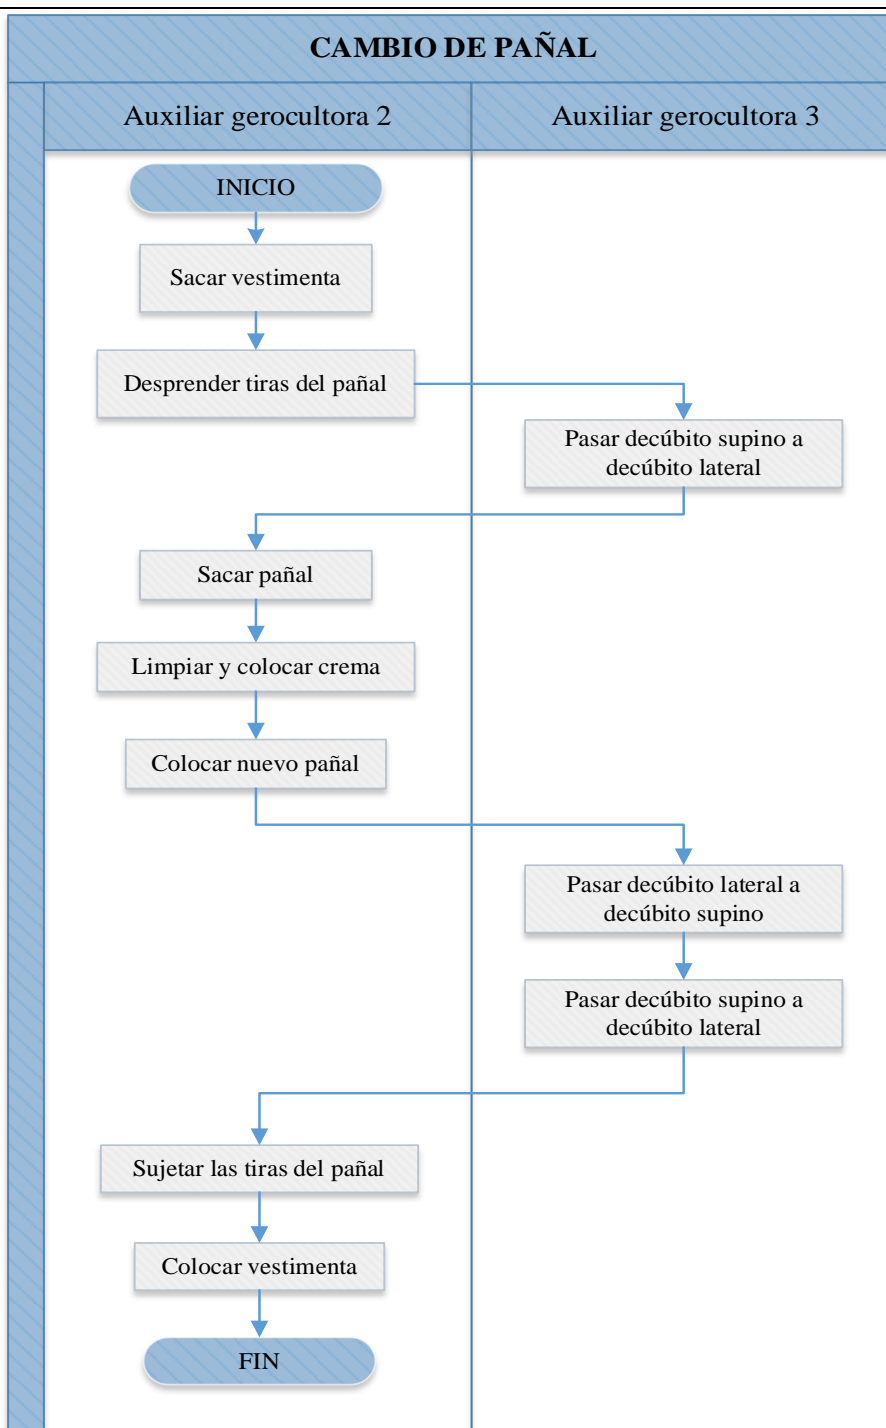 CAMBIO DE PAÑAL
Auxiliar gerocultora 2
Auxiliar gerocultora 3
INICIO
Sacar vestimenta
Desprender tiras del pañal
Pasar decúbito supino a
decúbito lateral
Sacar pañal
Limpiar y colocar crema
Colocar nuevo pañal
Pasar decúbito lateral a
decúbito supino
Pasar decúbito supino a
decúbito lateral
Sujetar las tiras del pañal
Colocar vestimenta
FIN